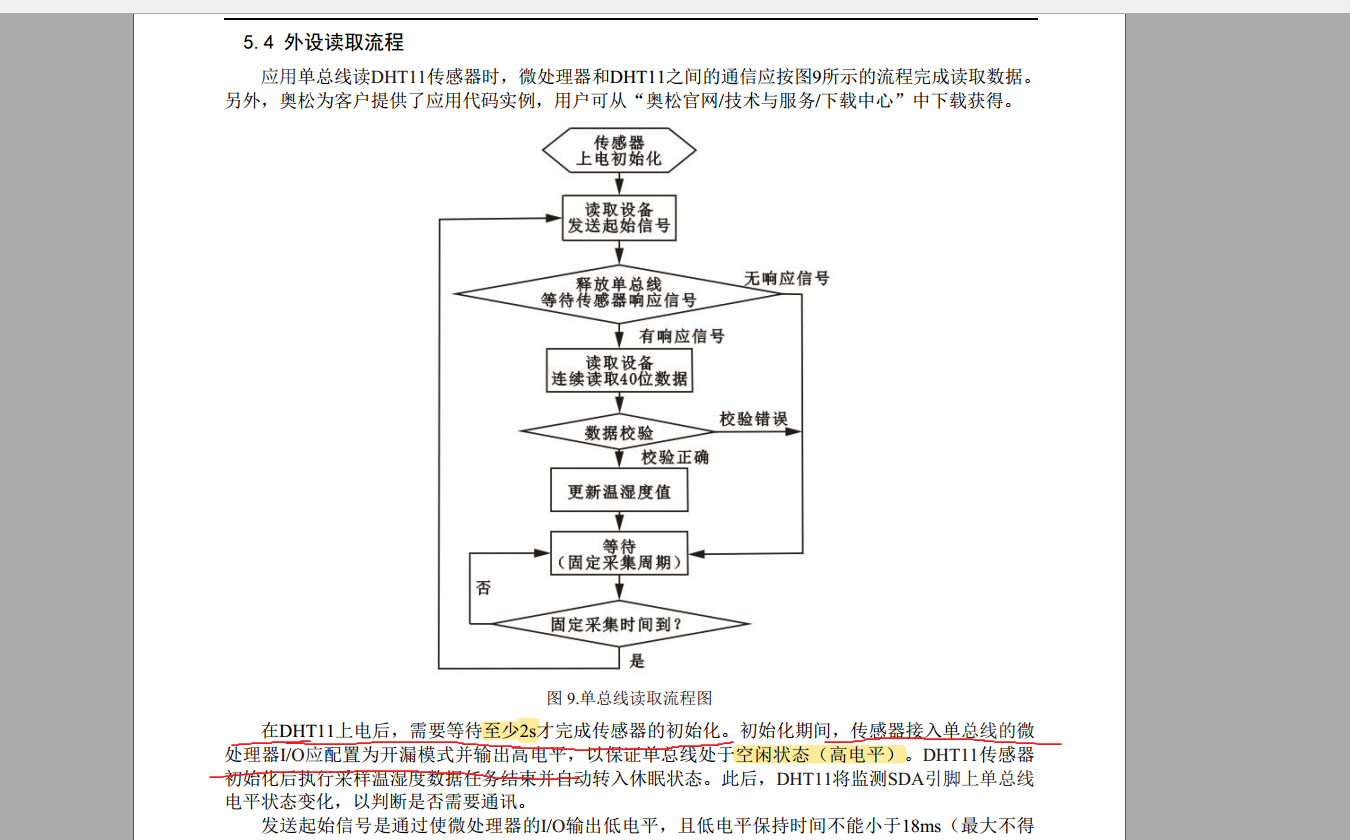 5.4 外设读取流程
应用单总线读DHT11传感器时，微处理器和DHT11之间的通信应按图9所示的流程完成读取数据。
另外，奥松为客户提供了应用代码实例，用户可从“奥松官网/技术与服务/下载中心”中下载获得。
传感器
上电初始化
读取设备
发送起始信号
无响应信号
释放单总线
等待传感器响应信号
有响应信号
读取设备
连续读取40位数据
校验错误
数据校验
校验正确
更新温湿度值
等待
（固定采集周期）
否
固定采集时间到？
是
图 9.单总线读取流程图
在DHT11上电后，需要等待至少2s才完成传感器的初始化。初始化期间，传感器接入单总线的微
处理器I/O应配置为开漏模式并输出高电平，以保证单总线处于空闲状态（高电平）。DHT11传感器
初始化后执行采样温湿度数据任务结束并自动转入休眠状态。此后，DHT11将监测SDA引脚上单总线
电平状态变化，以判断是否需要通讯。
发送起始信号是通过使微处理器的I/O输出低电平，且低电平保持时间不能小于18ms（最大不得